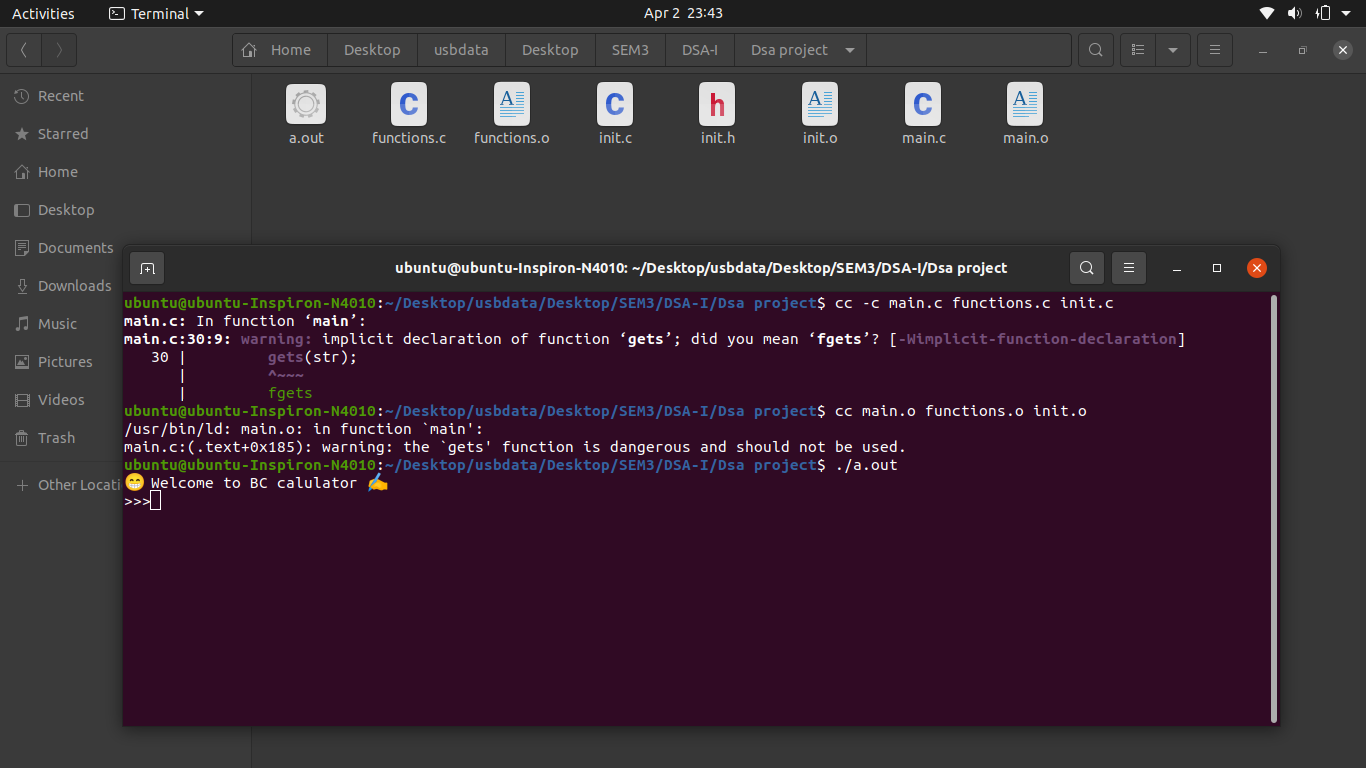 Activities Terminal Apr 2 23:43
Home Desktop usbdata Desktop SEM3 DSA-I Dsa project
Recent
Starred
Home
Desktop
Documents
Downloads
Music
Pictures
Videos
Trash
Other Locati
a.out functions.c functions.o init.c init.h init.o main.c main.o
ubuntu@ubuntu-Inspiron-N4010: ~/Desktop/usbdata/Desktop/SEM3/DSA-I/Dsa project
ubuntu@ubuntu-Inspiron-N4010:~/Desktop/usbdata/Desktop/SEM3/DSA-I/Dsa project$ cc -c main.c functions.c init.c
main.c: In function ‘main’:
main.c:30:9: warning: implicit declaration of function ‘gets’; did you mean ‘fgets’? [-Wimplicit-function-declaration]
   30 |         gets(str);
      |         ^~~~
      |         fgets
ubuntu@ubuntu-Inspiron-N4010:~/Desktop/usbdata/Desktop/SEM3/DSA-I/Dsa project$ cc main.o functions.o init.o
/usr/bin/ld: main.o: in function `main':
main.c:(.text+0x185): warning: the `gets' function is dangerous and should not be used.
ubuntu@ubuntu-Inspiron-N4010:~/Desktop/usbdata/Desktop/SEM3/DSA-I/Dsa project$ ./a.out
😁 Welcome to BC calulator ✍
>>>